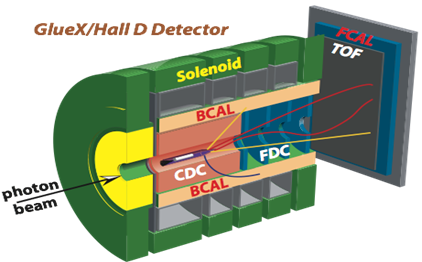 GlueX/Hall D Detector
FCAL
TOF
Solenoid
BCAL
CDC
FDC
BCAL
photon
beam